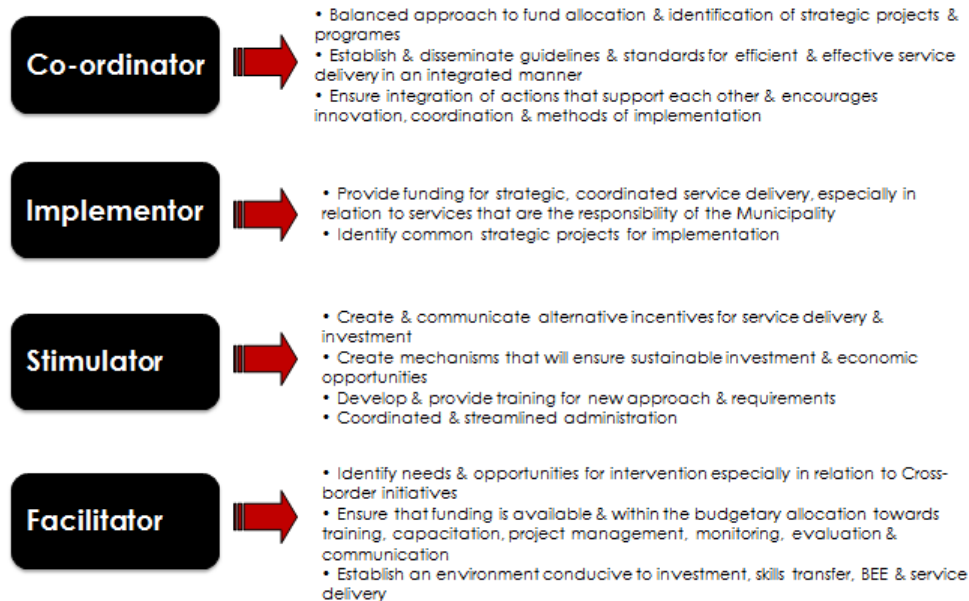 Co-ordinator
• Balanced approach to fund allocation & identification of strategic projects &
programes
• Establish & disseminate guidelines & standards for efficient & effective service
delivery in an integrated manner
• Ensure integration of actions that support each other & encourages
innovation, coordination & methods of implementation
Implementor
• Provide funding for strategic, coordinated service delivery, especially in
relation to services that are the responsibility of the Municipality
• Identify common strategic projects for implementation
Stimulator
• Create & communicate alternative incentives for service delivery &
investment
• Create mechanisms that will ensure sustainable investment & economic
opportunities
• Develop & provide training for new approach & requirements
• Coordinated & streamlined administration
Facilitator
• Identify needs & opportunities for intervention especially in relation to Cross-
border initiatives
• Ensure that funding is available & within the budgetary allocation towards
training, capacitation, project management, monitoring, evaluation &
communication
• Establish an environment conducive to investment, skills transfer, BEE & service
delivery